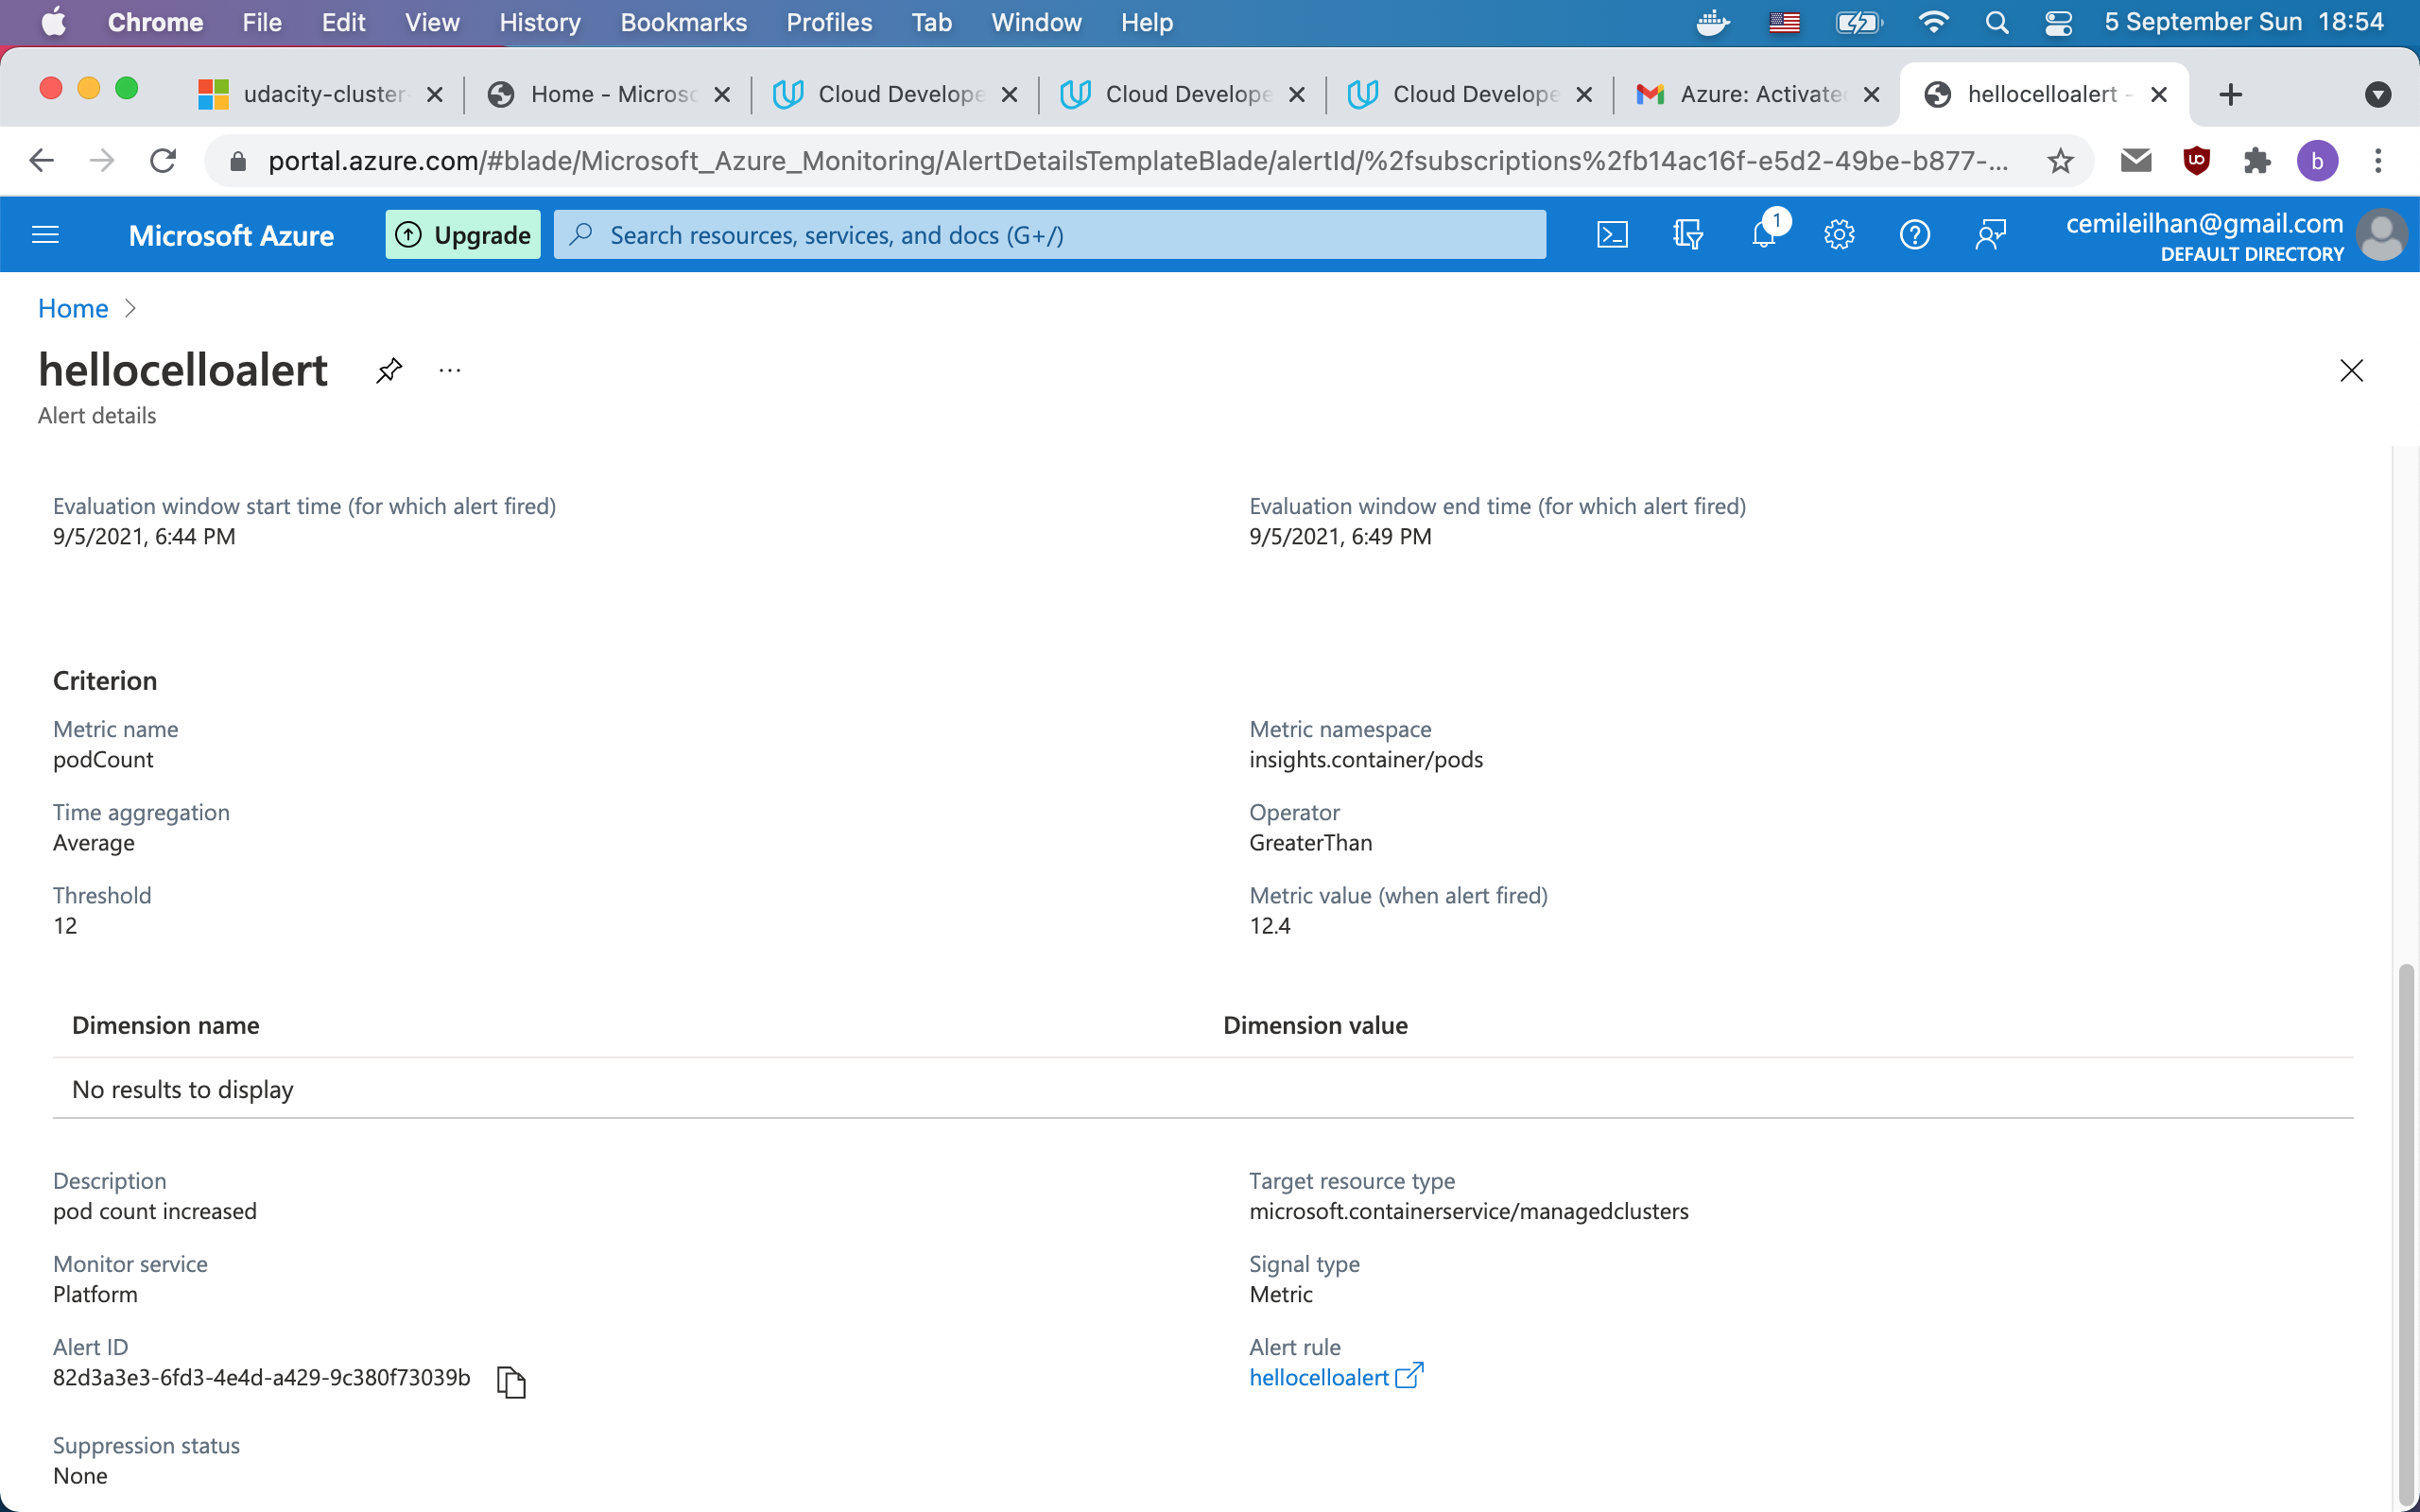 Chrome File Edit View History Bookmarks Profiles Tab Window Help 5 September Sun 18:54
udacity-cluster Home - Microso Cloud Develope Cloud Develope Cloud Develope Azure: Activate hellocelloalert -
portal.azure.com/#blade/Microsoft_Azure_Monitoring/AlertDetailsTemplateBlade/alertId/%2fsubscriptions%2fb14ac16f-e5d2-49be-b877-... b
Microsoft Azure Upgrade Search resources, services, and docs (G+/) 1 cemileilhan@gmail.com
DEFAULT DIRECTORY
Home >
hellocelloalert ...
Alert details
Evaluation window start time (for which alert fired) Evaluation window end time (for which alert fired)
9/5/2021, 6:44 PM 9/5/2021, 6:49 PM
Criterion
Metric name Metric namespace
podCount insights.container/pods
Time aggregation Operator
Average GreaterThan
Threshold Metric value (when alert fired)
12 12.4
Dimension name Dimension value
No results to display
Description Target resource type
pod count increased microsoft.containerservice/managedclusters
Monitor service Signal type
Platform Metric
Alert ID Alert rule
82d3a3e3-6fd3-4e4d-a429-9c380f73039b hellocelloalert
Suppression status
None